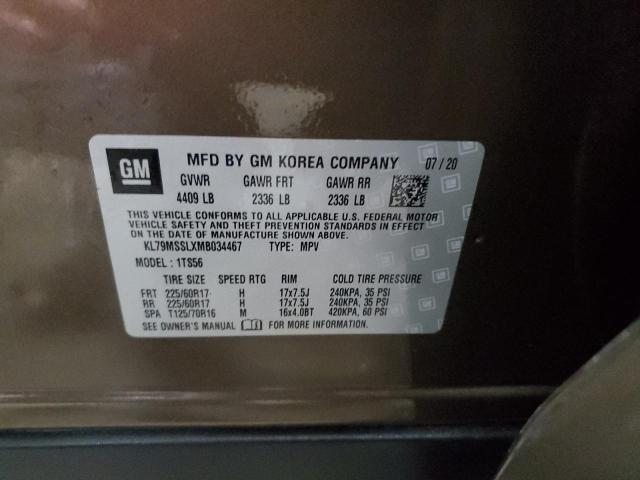 GM MFD BY GM KOREA COMPANY 07/20
GVWR GAWR FRT GAWR RR
4409 LB 2336 LB 2336 LB
THIS VEHICLE CONFORMS TO ALL APPLICABLE U.S. FEDERAL MOTOR
VEHICLE SAFETY AND THEFT PREVENTION STANDARDS IN EFFECT
ON THE DATE OF MANUFACTURE SHOWN ABOVE.
KL79MSSLXMB034467 TYPE: MPV
MODEL: 1TS56
TIRE SIZE SPEED RTG RIM COLD TIRE PRESSURE
FRT 225/60R17 H 17x7.5J 240KPA, 35 PSI
RR 225/60R17 H 17x7.5J 240KPA, 35 PSI
SPA T125/70R16 M 16x4.0BT 420KPA, 60 PSI
SEE OWNER'S MANUAL FOR MORE INFORMATION.